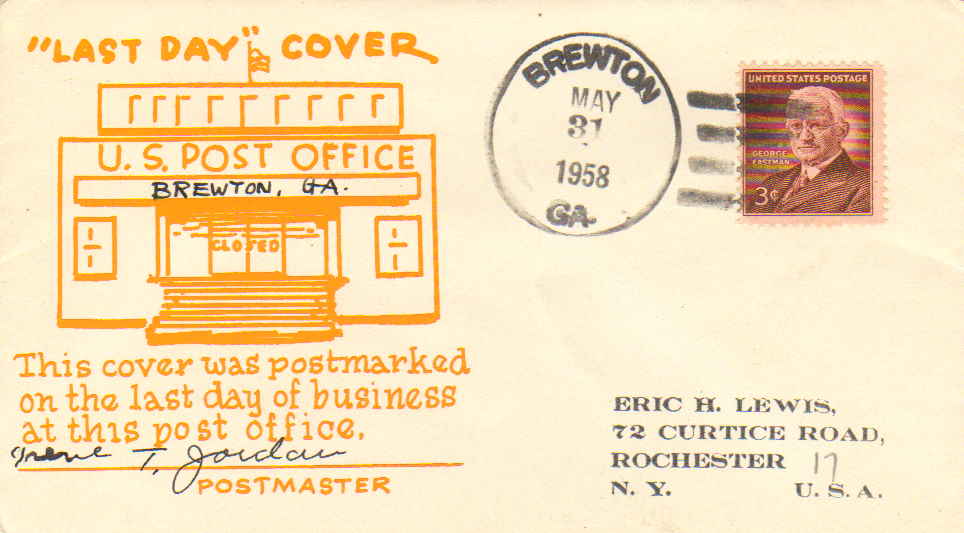 "LAST DAY" COVER
U.S. POST OFFICE
BREWTON, GA.
CLOSED
This cover was postmarked
on the last day of business
at this post office.
Irene T. Jordan
POSTMASTER
BREWTON
MAY
31
1958
GA.
UNITED STATES POSTAGE
GEORGE
EASTMAN
3¢
ERIC H. LEWIS,
72 CURTICE ROAD,
ROCHESTER 17
N. Y. U. S. A.